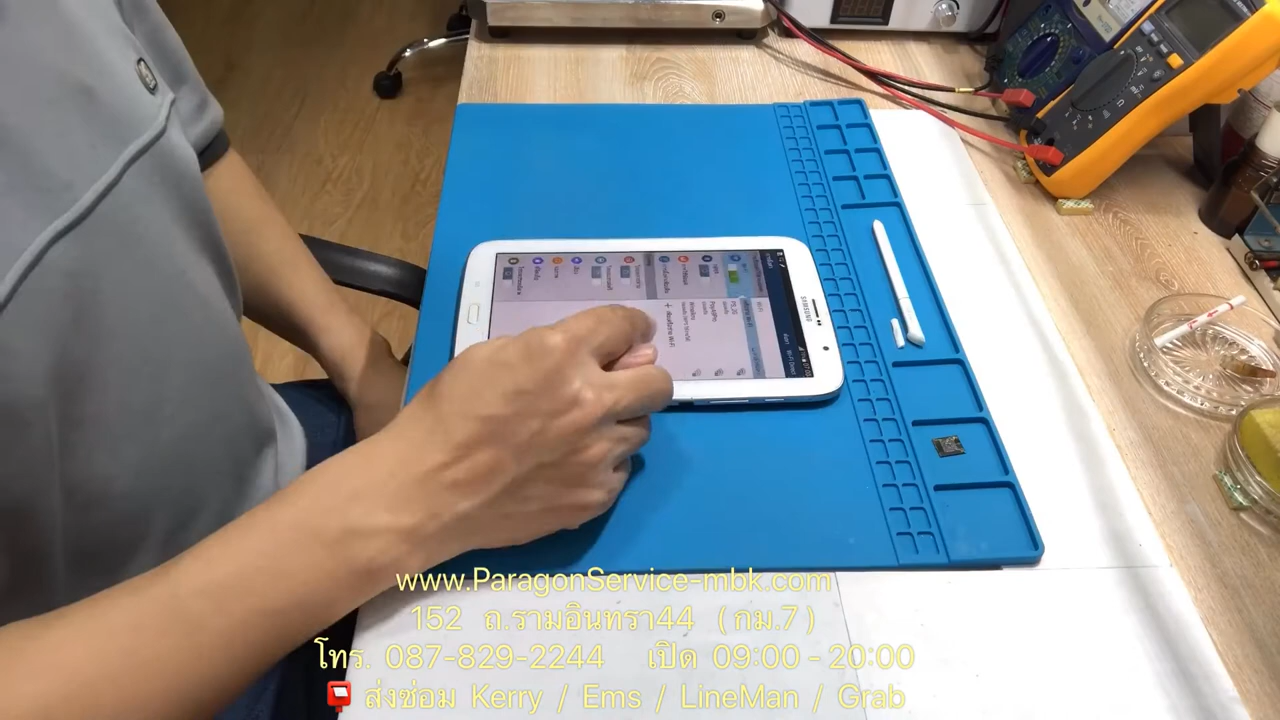 SAMSUNG
www.ParagonService-mbk.com
152 ถ.รามอินทรา44 (กม.7)
โทร. 087-829-2244 เปิด 09:00-20:00
ส่งซ่อม Kerry / Ems / LineMan / Grab